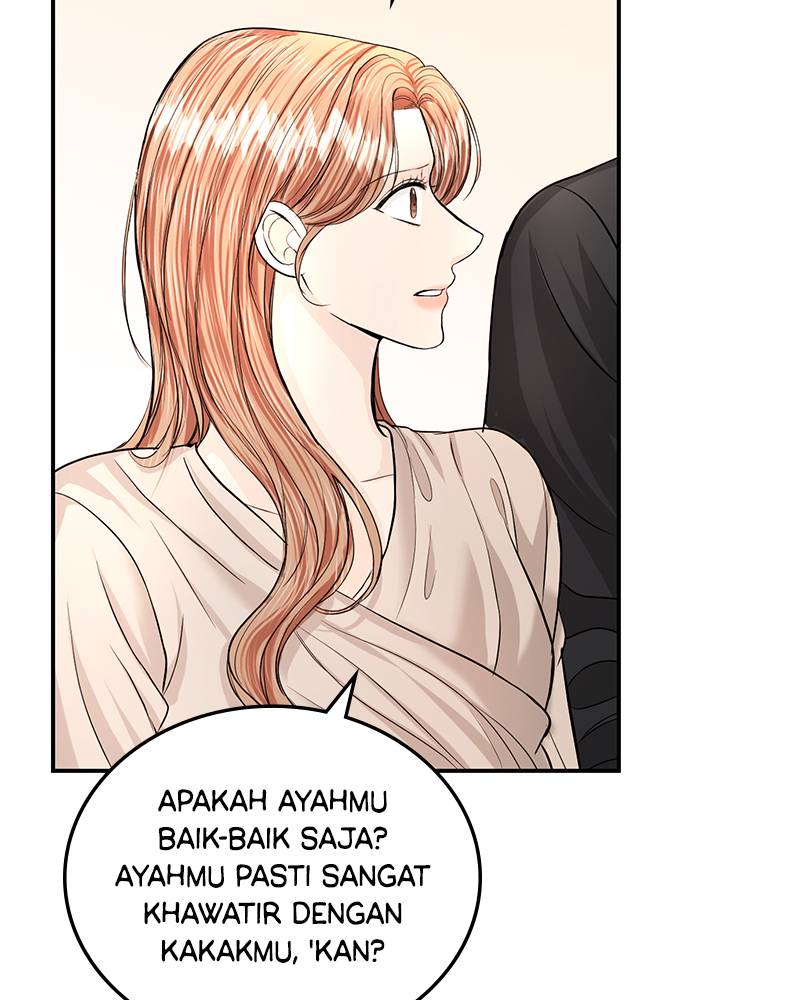 APAKAH AYAHMU
BAIK-BAIK SAJA?
AYAHMU PASTI SANGAT
KHAWATIR DENGAN
KAKAKMU, 'KAN?